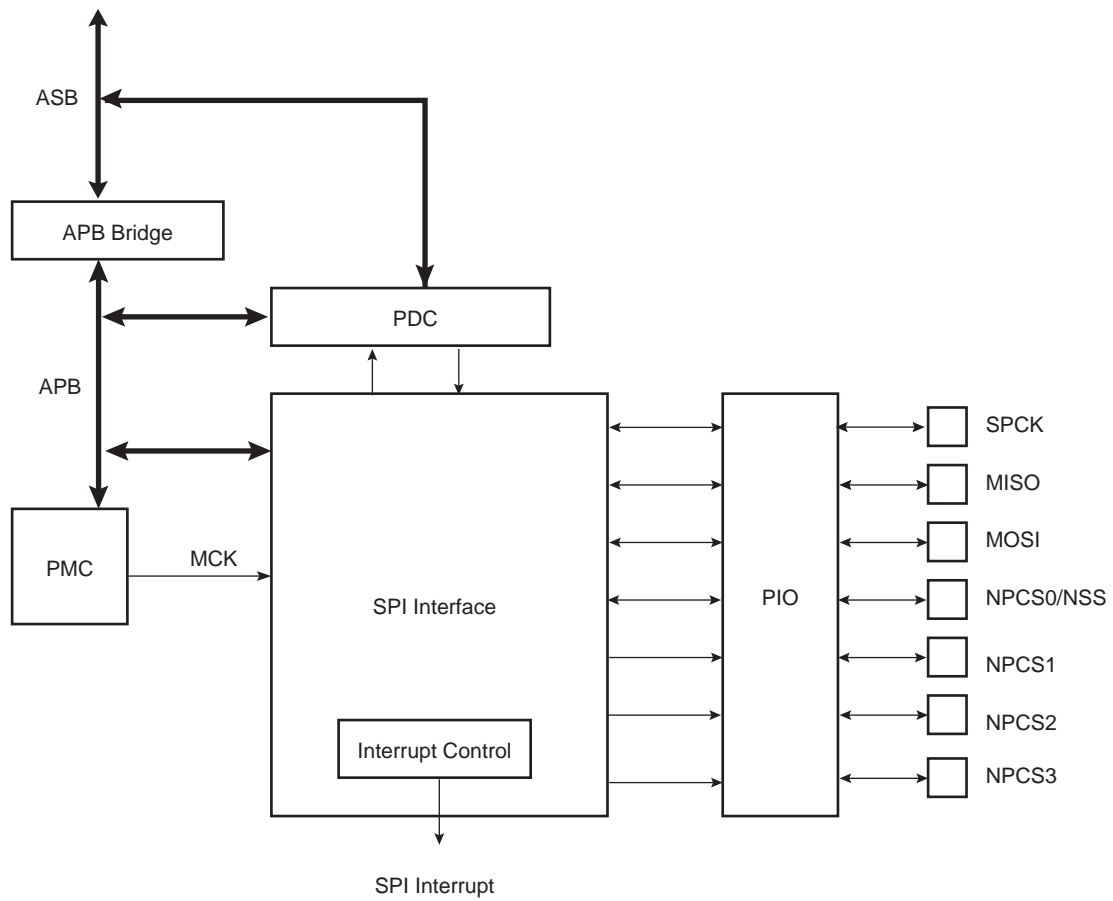 ASB
APB Bridge
PDC
APB
SPCK
MISO
MOSI
PMC
MCK
SPI Interface
PIO
NPCS0/NSS
NPCS1
NPCS2
Interrupt Control
NPCS3
SPI Interrupt